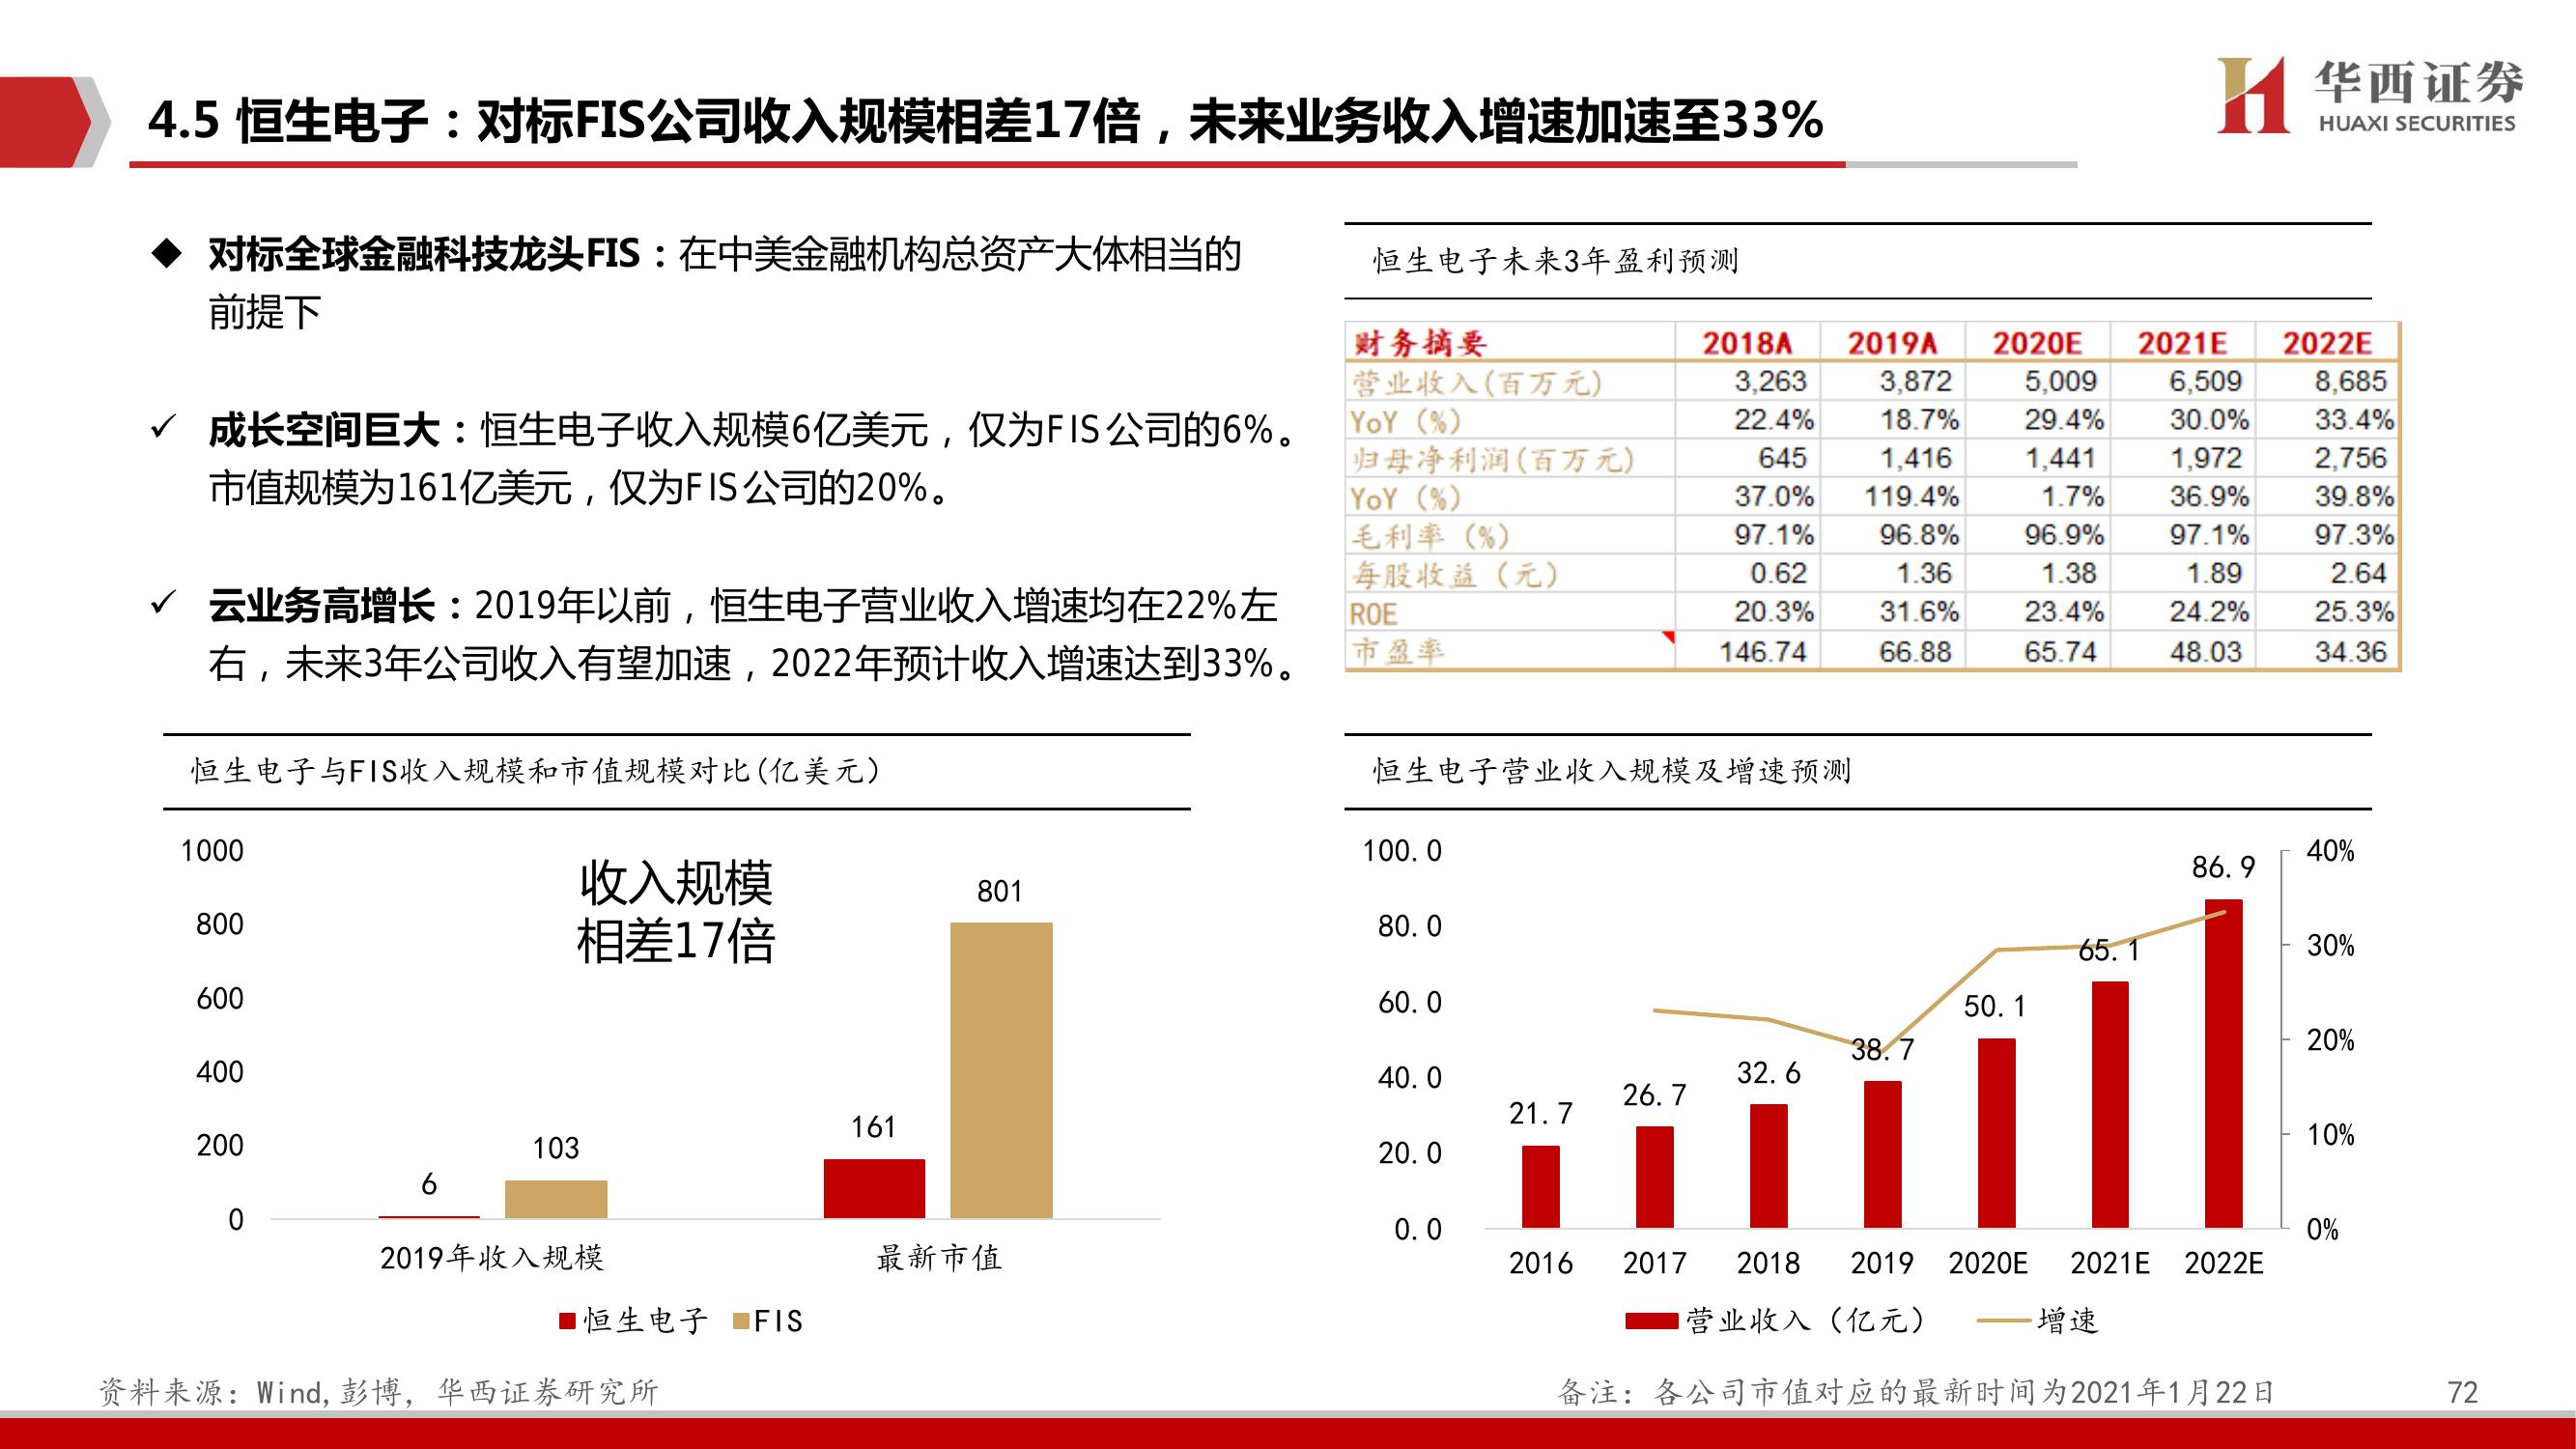 华西证券
HUAXI SECURITIES
4.5 恒生电子：对标FIS公司收入规模相差17倍，未来业务收入增速加速至33%
◆ 对标全球金融科技龙头FIS：在中美金融机构总资产大体相当的
前提下
✓ 成长空间巨大：恒生电子收入规模6亿美元，仅为FIS公司的6%。
市值规模为161亿美元，仅为FIS公司的20%。
✓ 云业务高增长：2019年以前，恒生电子营业收入增速均在22%左
右，未来3年公司收入有望加速，2022年预计收入增速达到33%。
恒生电子未来3年盈利预测
财务摘要 2018A 2019A 2020E 2021E 2022E
营业收入(百万元) 3,263 3,872 5,009 6,509 8,685
YoY（%） 22.4% 18.7% 29.4% 30.0% 33.4%
归母净利润(百万元) 645 1,416 1,441 1,972 2,756
YoY（%） 37.0% 119.4% 1.7% 36.9% 39.8%
毛利率（%） 97.1% 96.8% 96.9% 97.1% 97.3%
每股收益（元） 0.62 1.36 1.38 1.89 2.64
ROE 20.3% 31.6% 23.4% 24.2% 25.3%
市盈率 146.74 66.88 65.74 48.03 34.36
恒生电子与FIS收入规模和市值规模对比(亿美元)
1000
800
600
400
200
0
收入规模
相差17倍
6
103
161
801
2019年收入规模 最新市值
恒生电子 FIS
恒生电子营业收入规模及增速预测
100.0
80.0
60.0
40.0
20.0
0.0
21.7
26.7
32.6
38.7
50.1
65.1
86.9
40%
30%
20%
10%
0%
2016 2017 2018 2019 2020E 2021E 2022E
营业收入（亿元） 增速
资料来源：Wind,彭博，华西证券研究所
备注：各公司市值对应的最新时间为2021年1月22日
72